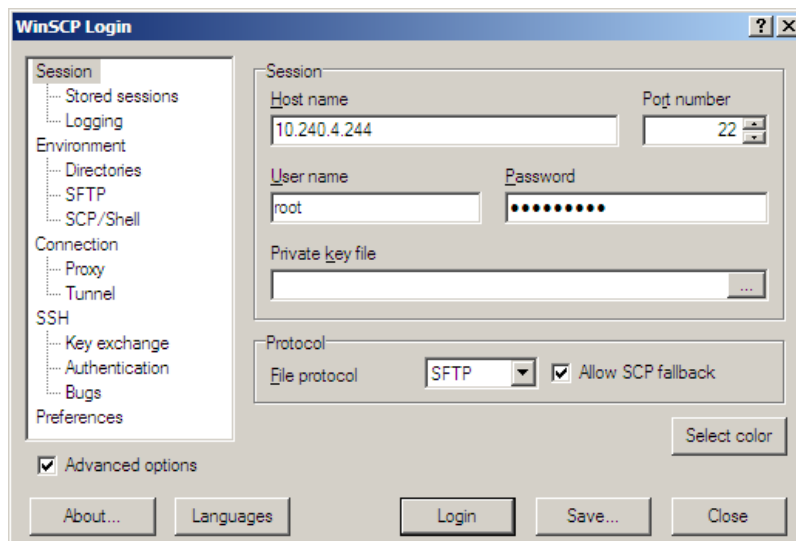 WinSCP Login
Session
Stored sessions
Logging
Environment
Directories
SFTP
SCP/Shell
Connection
Proxy
Tunnel
SSH
Key exchange
Authentication
Bugs
Preferences
Advanced options
Session
Host name Port number
10.240.4.244 22
User name Password
root ●●●●●●●●●
Private key file
...
Protocol
File protocol SFTP Allow SCP fallback
Select color
About... Languages Login Save... Close